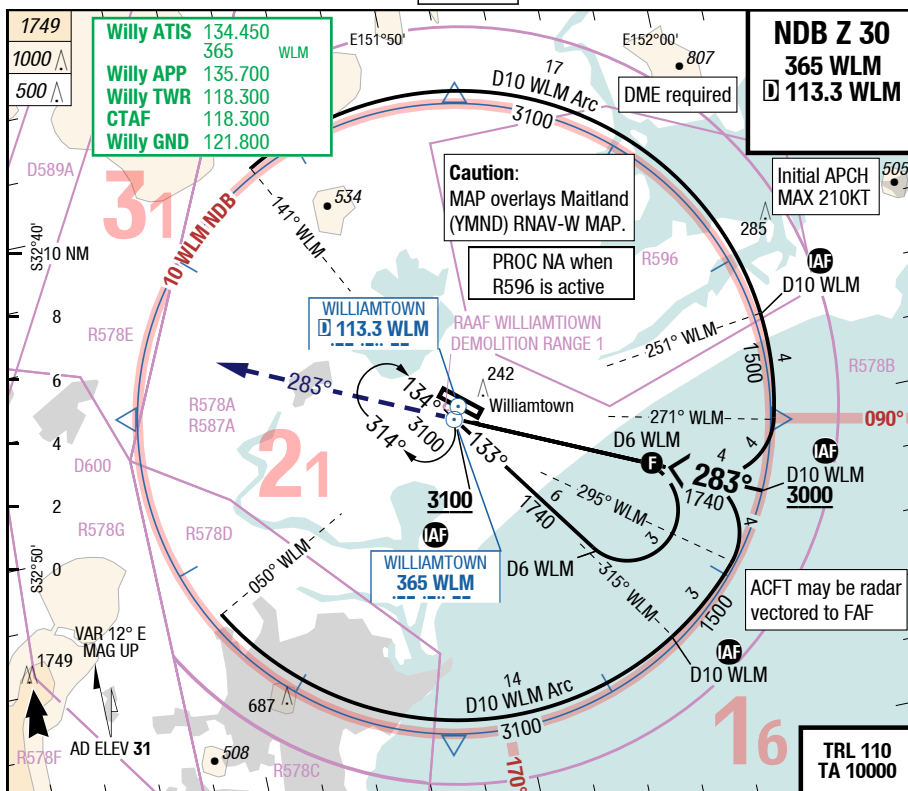 1749
1000
500
Willy ATIS 134.450
365 WLM
Willy APP 135.700
Willy TWR 118.300
CTAF 118.300
Willy GND 121.800
E151°50'
E152°00'
807
DME required
NDB Z 30
365 WLM
D 113.3 WLM
17
D10 WLM Arc
3100
D589A
31
534
141° WLM
10 WLM NDB
Caution:
MAP overlays Maitland
(YMND) RNAV-W MAP.
PROC NA when
R596 is active
Initial APCH
MAX 210KT
505
285
R596
IAF
D10 WLM
S32°40'
10 NM
8
6
4
2
0
S32°50'
R578E
WILLIAMTOWN
D 113.3 WLM
RAAF WILLIAMTOWN
DEMOLITION RANGE 1
251° WLM
1500
4
R578B
283°
134°
314°
3100
242
Williamtown
271° WLM
090°
R578A
R587A
D6 WLM
F
4
4
283°
1740
IAF
D10 WLM
3000
D600
21
133°
6
1740
295° WLM
3
4
3100
IAF
R578G
R578D
050° WLM
WILLIAMTOWN
365 WLM
D6 WLM
315° WLM
3
1500
ACFT may be radar
vectored to FAF
IAF
D10 WLM
VAR 12° E
MAG UP
1749
AD ELEV 31
R578F
687
508
R578C
14
D10 WLM Arc
3100
170°
16
TRL 110
TA 10000